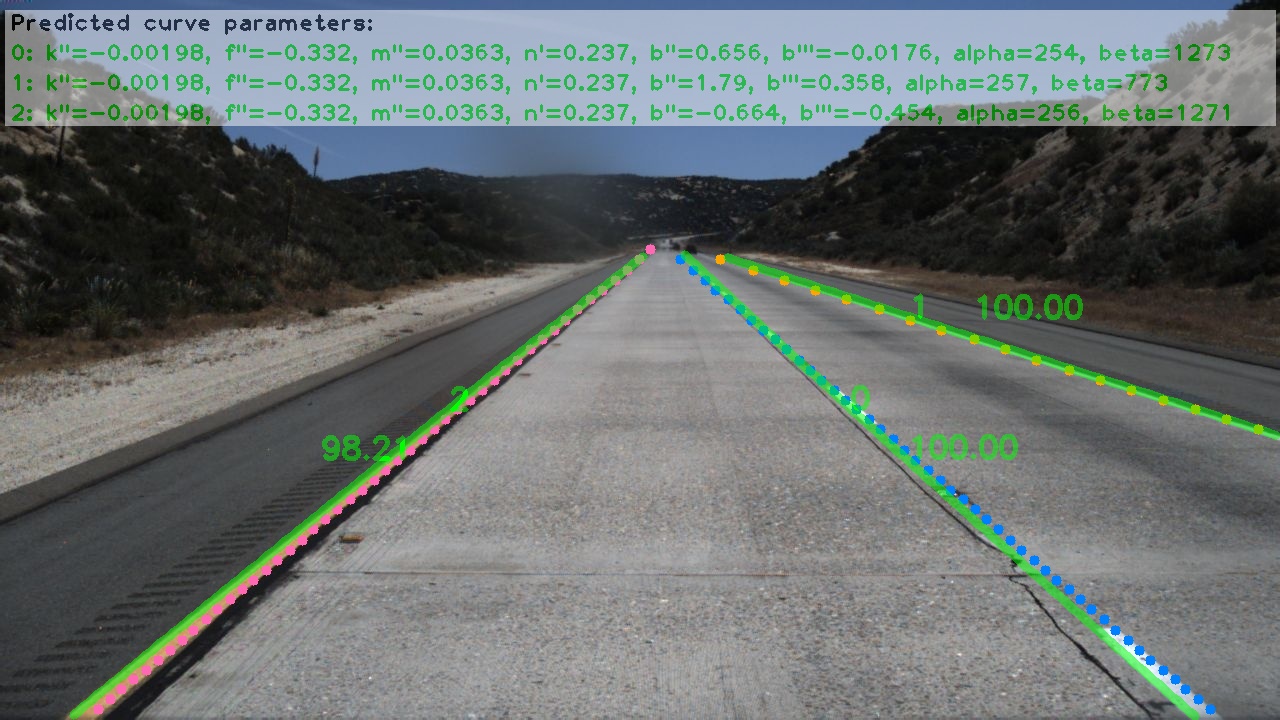 Predicted curve parameters:
0: k''=-0.00198, f''=-0.332, m''=0.0363, n'=0.237, b''=0.656, b'''=-0.0176, alpha=254, beta=1273
1: k''=-0.00198, f''=-0.332, m''=0.0363, n'=0.237, b''=1.79, b'''=0.358, alpha=257, beta=773
2: k''=-0.00198, f''=-0.332, m''=0.0363, n'=0.237, b''=-0.664, b'''=-0.454, alpha=256, beta=1271
1 100.00
2 0
98.21 100.00